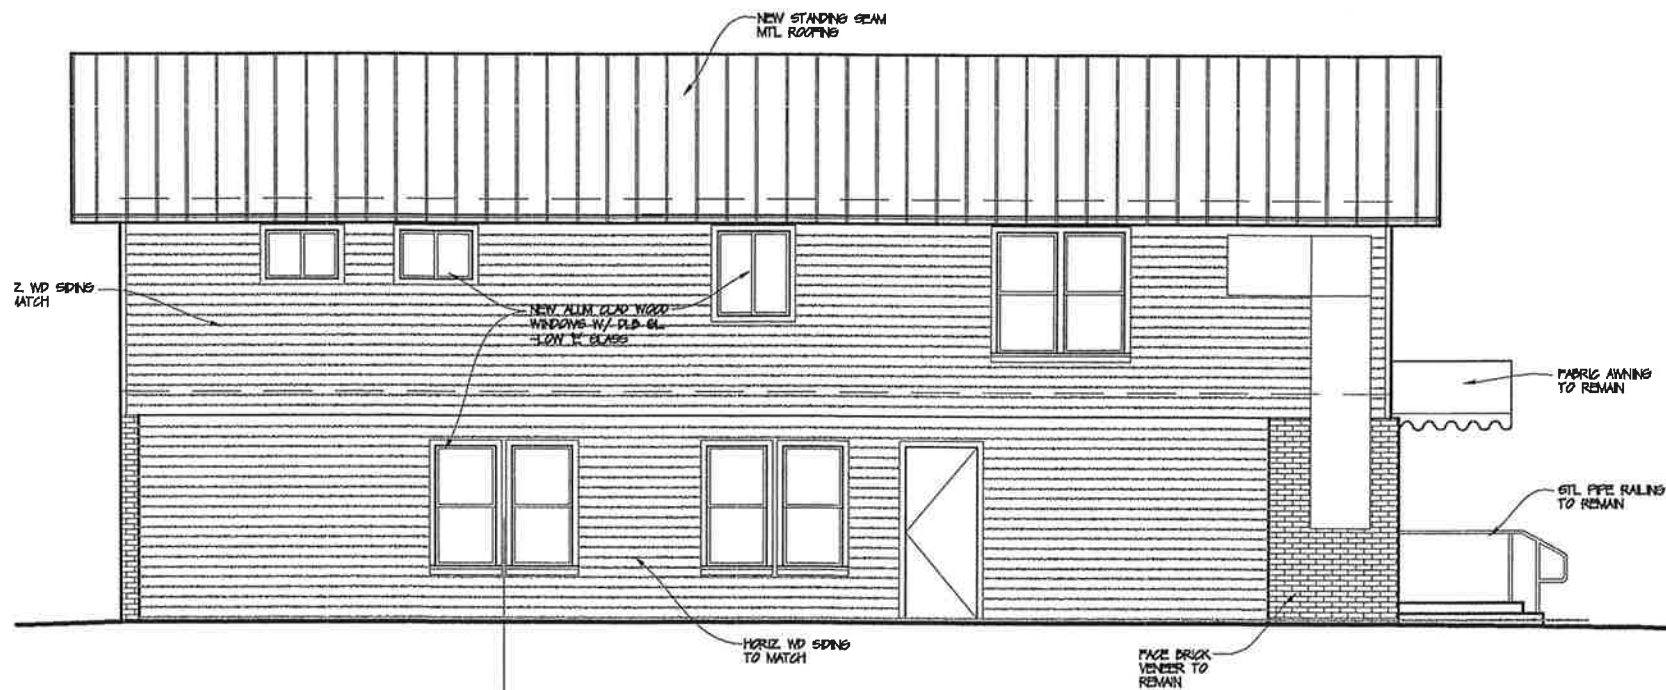 NEW STANDING SEAM
MTL ROOFING
Z. WD SIDING
MATCH
NEW ALUM CLAD WOOD
WINDOWS W/ DLB GL.
-LOW 'E' GLASS
FABRIC AWNING
TO REMAIN
STL PIPE RAILING
TO REMAIN
HORIZ. WD SIDING
TO MATCH
FACE BRICK
VENEER TO
REMAIN